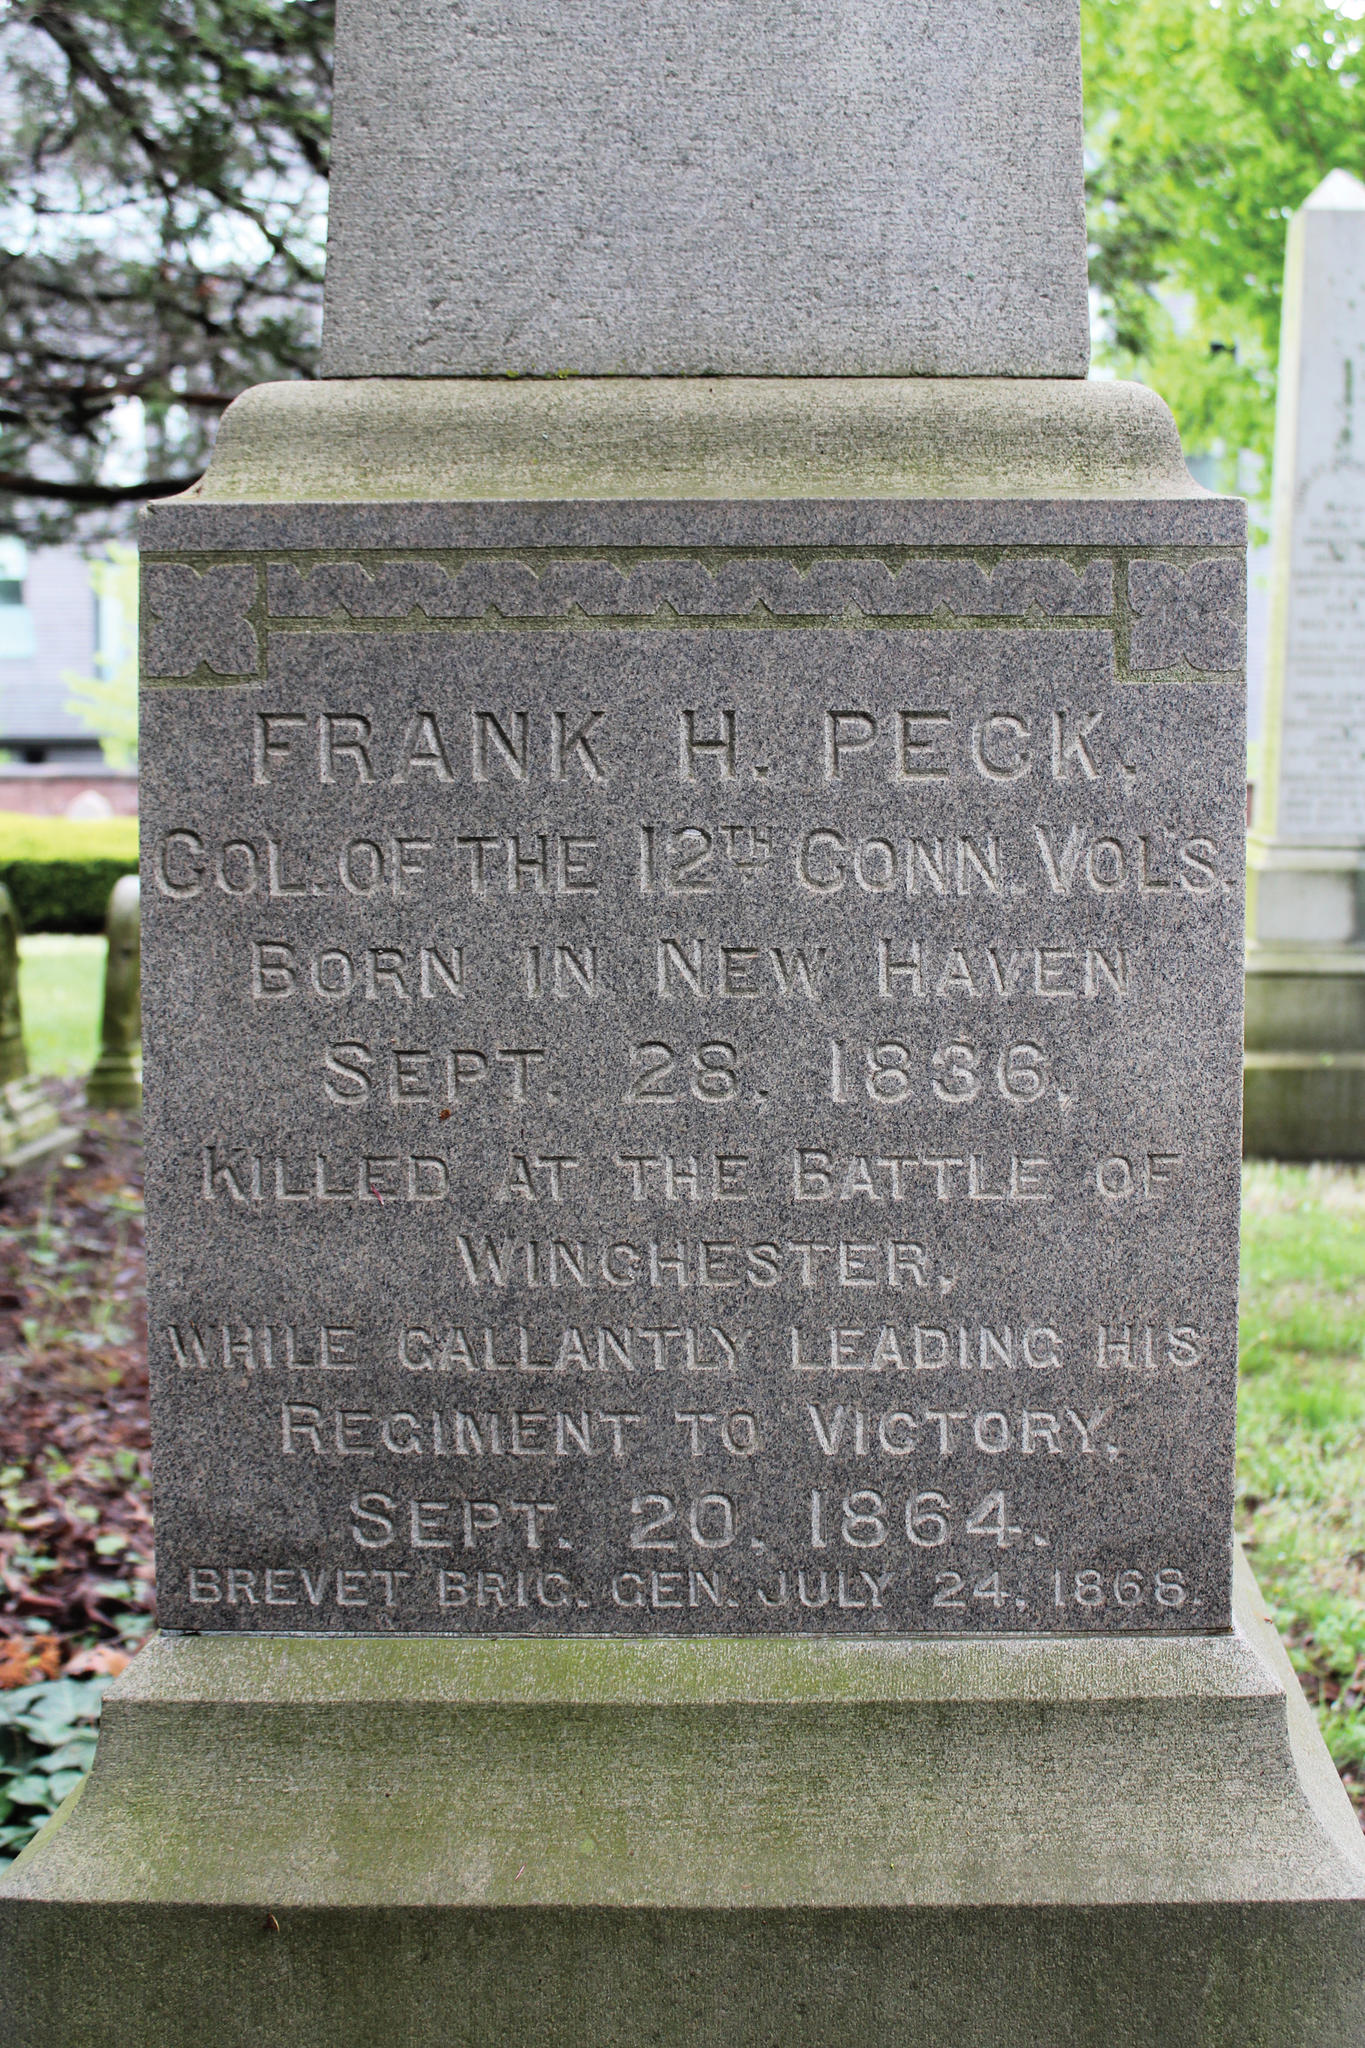 FRANK H. PECK.
COL. OF THE 12TH CONN. VOLS.
BORN IN NEW HAVEN
SEPT. 28. 1836,
KILLED AT THE BATTLE OF
WINCHESTER,
WHILE GALLANTLY LEADING HIS
REGIMENT TO VICTORY,
SEPT. 20. 1864.
BREVET BRIG. GEN. JULY 24, 1868.